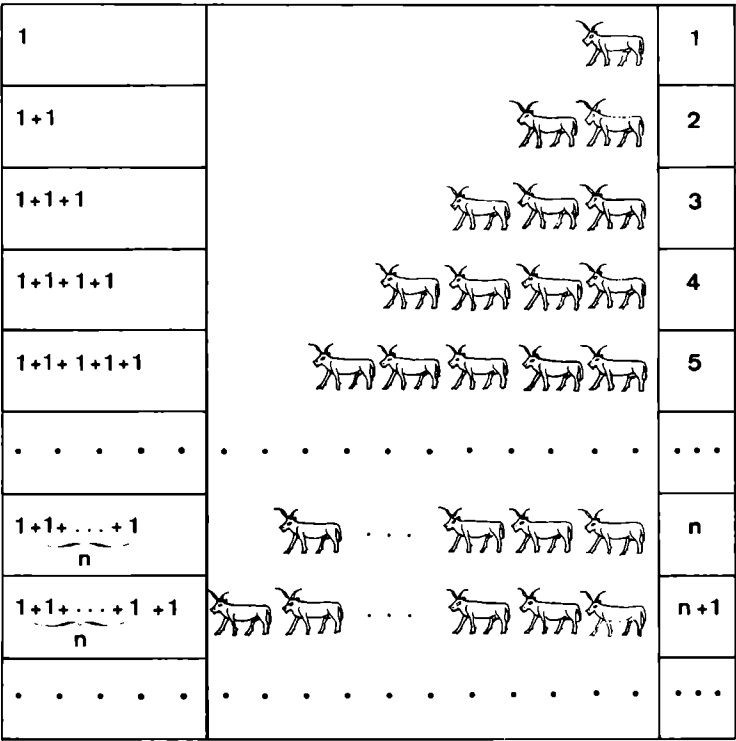 1 1
1+1 2
1+1+1 3
1+1+1+1 4
1+1+1+1+1 5
. . . . . . . . . . . . . . . . . . .
1+1+ ... +1 ... n
n
1+1+ ... +1 +1 ... n+1
n
. . . . . . . . . . . . . . . . . . .